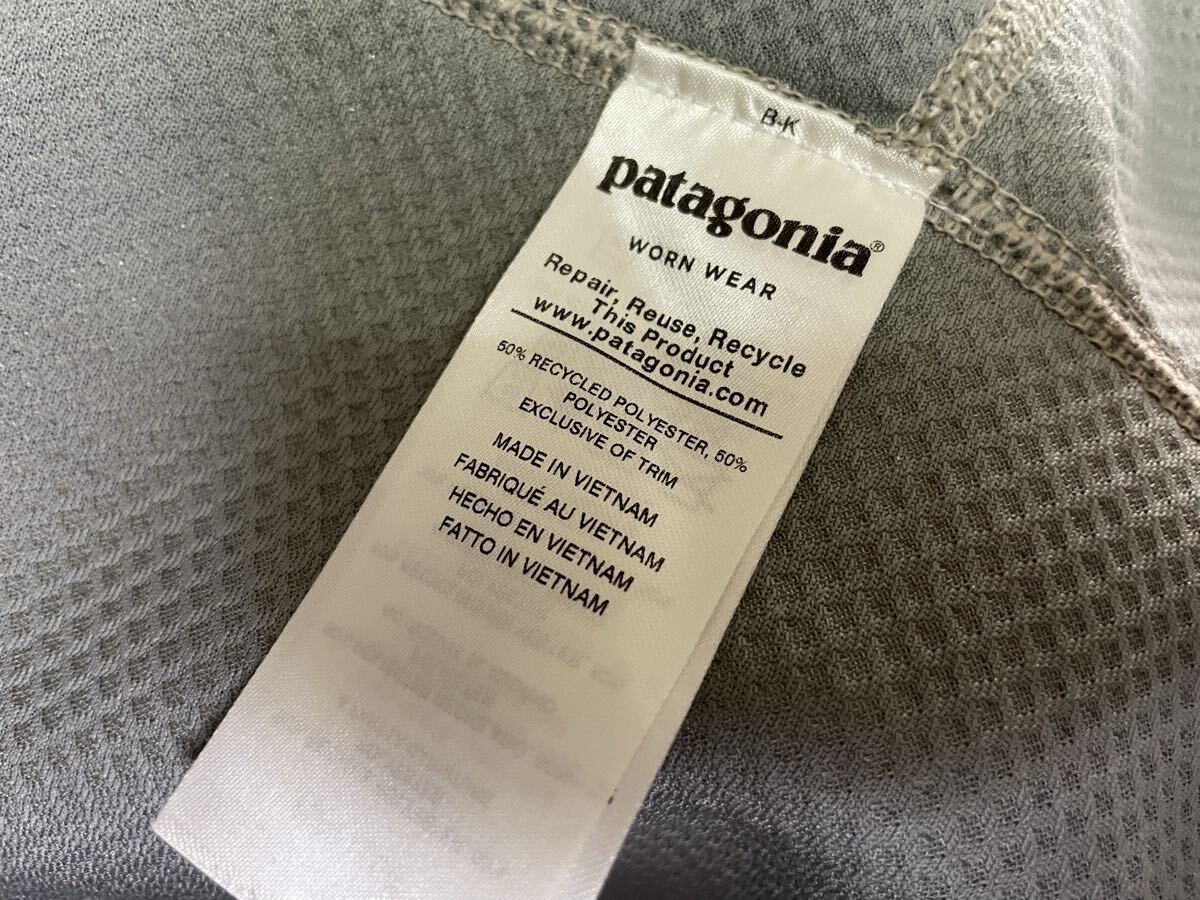 B-K
patagonia®
WORN WEAR
Repair, Reuse, Recycle
This Product
www.patagonia.com
50% RECYCLED POLYESTER, 50%
POLYESTER
EXCLUSIVE OF TRIM
MADE IN VIETNAM
FABRIQUÉ AU VIETNAM
HECHO EN VIETNAM
FATTO IN VIETNAM